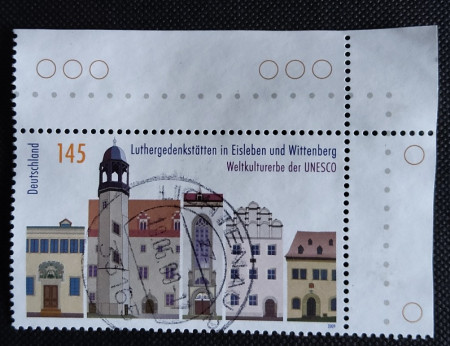 Deutschland
145
Luthergedenkstätten in Eisleben und Wittenberg
Weltkulturerbe der UNESCO